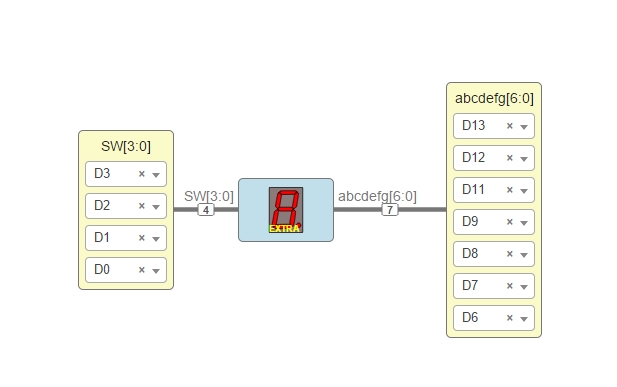 SW[3:0]
D3 ×
D2 ×
D1 ×
D0 ×
SW[3:0]
4
EXTRA
abcdefg[6:0]
7
abcdefg[6:0]
D13 ×
D12 ×
D11 ×
D9 ×
D8 ×
D7 ×
D6 ×